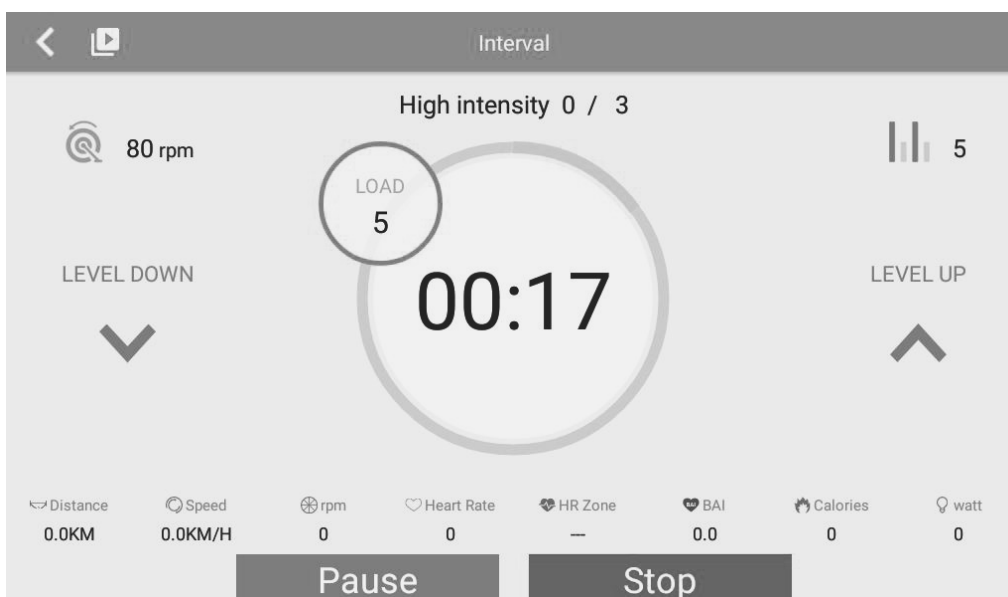 Interval
High intensity 0 / 3
80 rpm
5
LOAD
5
LEVEL DOWN
00:17
LEVEL UP
Distance
0.0KM
Speed
0.0KM/H
rpm
0
Heart Rate
0
HR Zone
---
BAI
0.0
Calories
0
watt
0
Pause
Stop